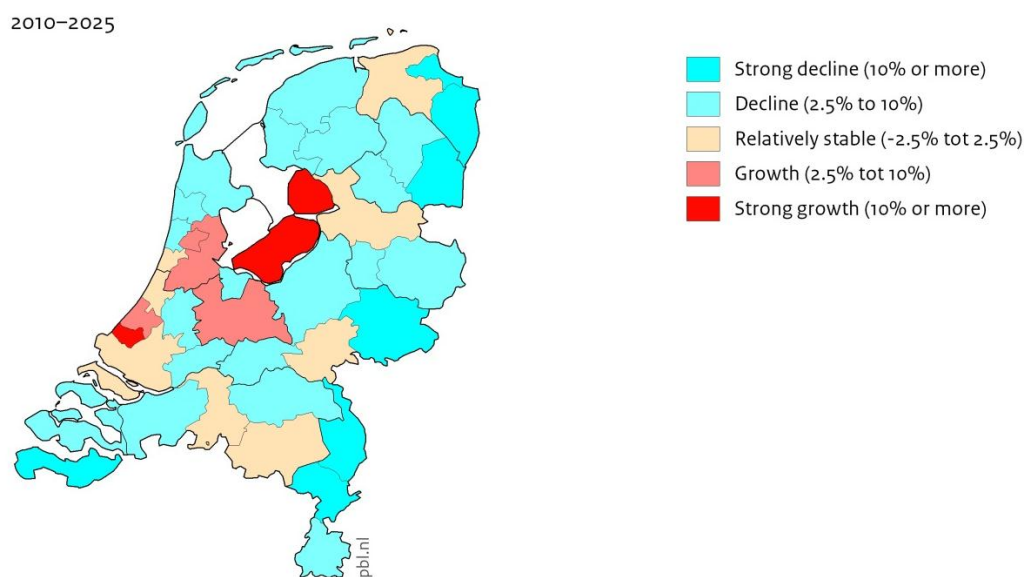 2010–2025
Strong decline (10% or more)
Decline (2.5% to 10%)
Relatively stable (-2.5% tot 2.5%)
Growth (2.5% tot 10%)
Strong growth (10% or more)
pbl.nl